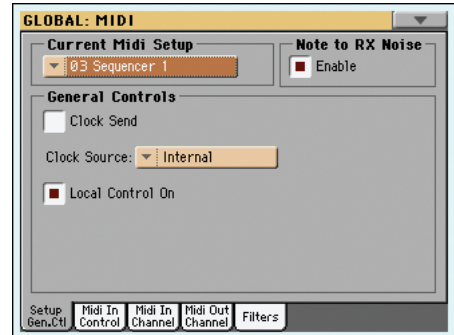 GLOBAL: MIDI
Current Midi Setup
03 Sequencer 1
Note to RX Noise
Enable
General Controls
Clock Send
Clock Source: Internal
Local Control On
Setup Gen.Ctl
Midi In Control
Midi In Channel
Midi Out Channel
Filters